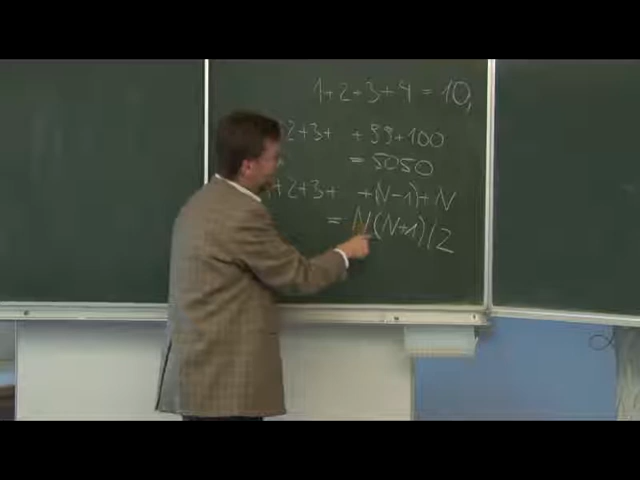 1+2+3+4 = 10,
2+3+ +99+100
= 5050
+2+3+ +(N-1)+N
= N(N+1)/2